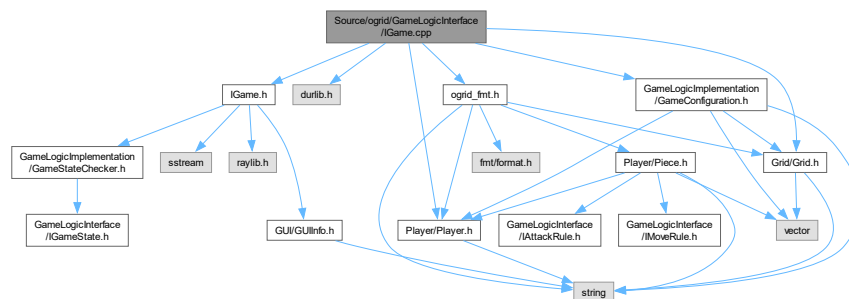 Source/ogrid/GameLogicInterface
/IGame.cpp
IGame.h
durlib.h
ogrid_fmt.h
GameLogicImplementation
/GameConfiguration.h
GameLogicImplementation
/GameStateChecker.h
sstream
raylib.h
fmt/format.h
Player/Piece.h
Grid/Grid.h
GameLogicInterface
/IGameState.h
GUI/GUIInfo.h
Player/Player.h
GameLogicInterface
/IAttackRule.h
GameLogicInterface
/IMoveRule.h
vector
string